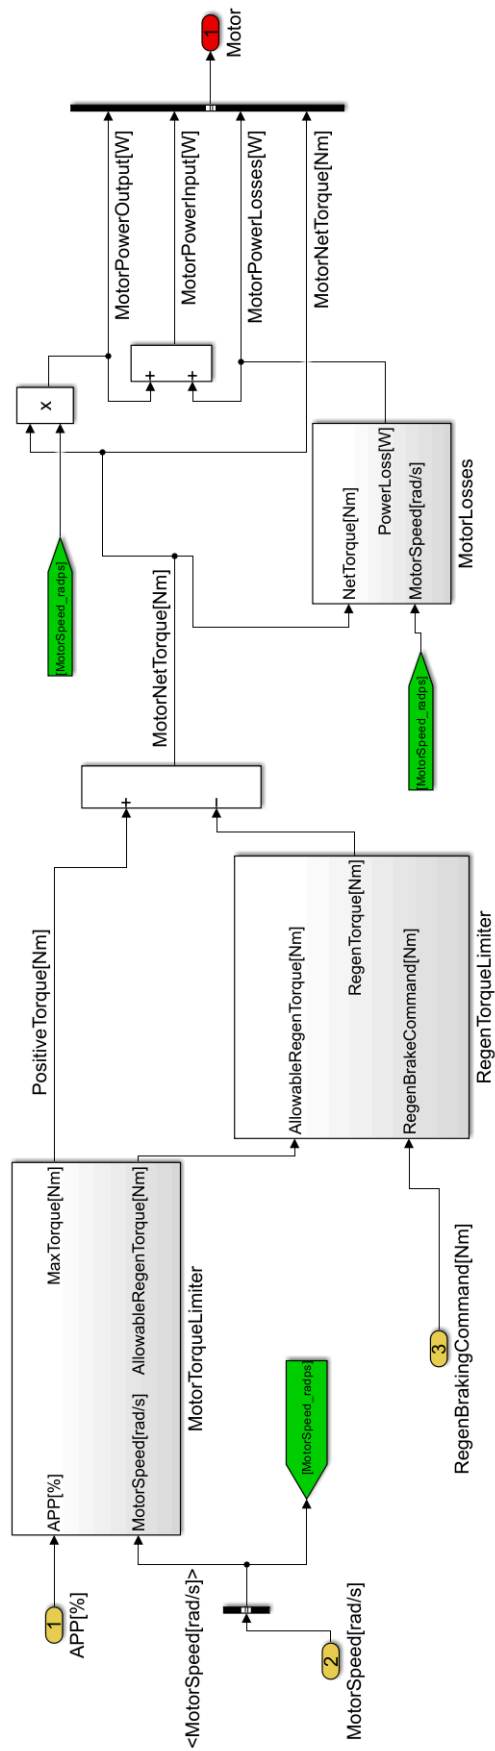 1
APP[%]
APP[%]
MaxTorque[Nm]
MotorSpeed[rad/s]
AllowableRegenTorque[Nm]
MotorTorqueLimiter
<MotorSpeed[rad/s]>
2
MotorSpeed[rad/s]
[MotorSpeed_radps]
3
RegenBrakingCommand[Nm]
PositiveTorque[Nm]
AllowableRegenTorque[Nm]
RegenTorque[Nm]
RegenBrakeCommand[Nm]
RegenTorqueLimiter
+
−
MotorNetTorque[Nm]
[MotorSpeed_radps]
x
[MotorSpeed_radps]
NetTorque[Nm]
PowerLoss[W]
MotorSpeed[rad/s]
MotorLosses
+
+
MotorPowerOutput[W]
MotorPowerInput[W]
MotorPowerLosses[W]
MotorNetTorque[Nm]
1
Motor